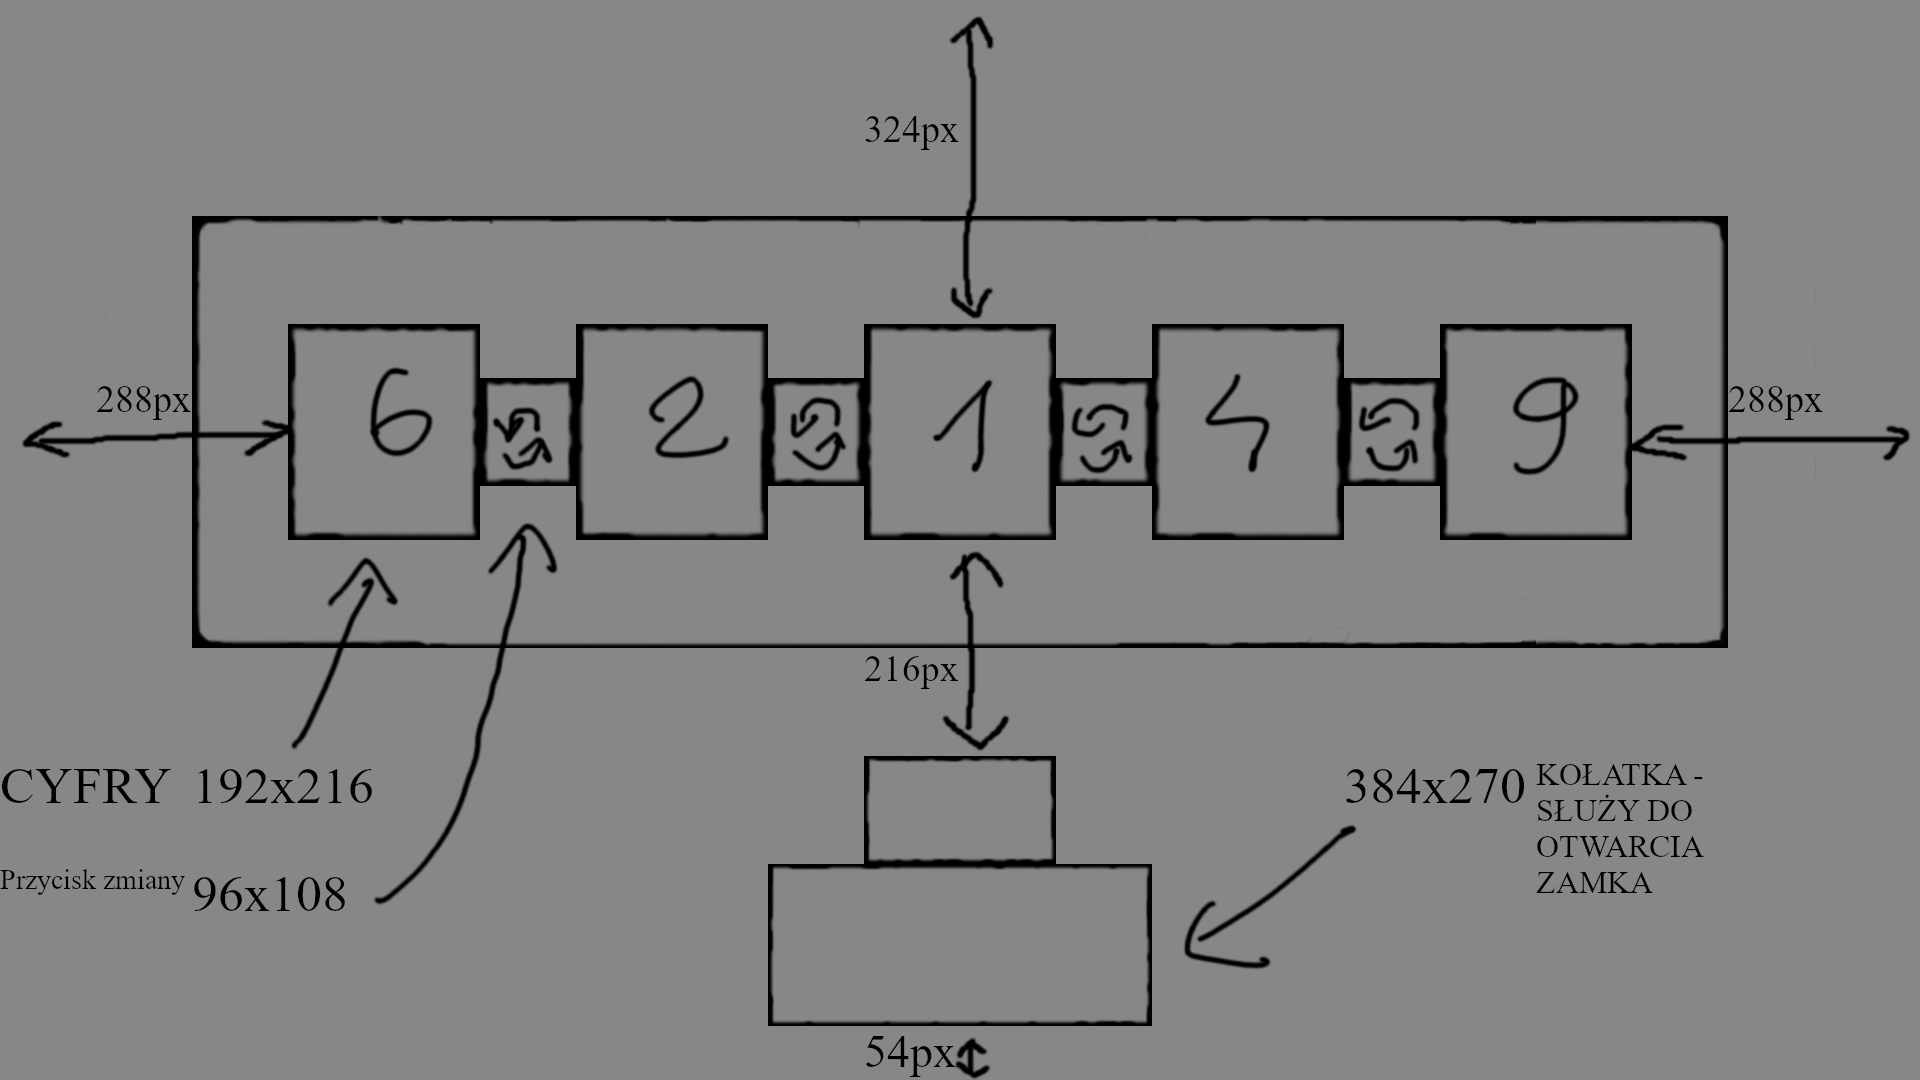 324px
288px
6 2 1 4 9
288px
216px
CYFRY 192x216
Przycisk zmiany 96x108
384x270
KOŁATKA -
SŁUŻY DO
OTWARCIA
ZAMKA
54px